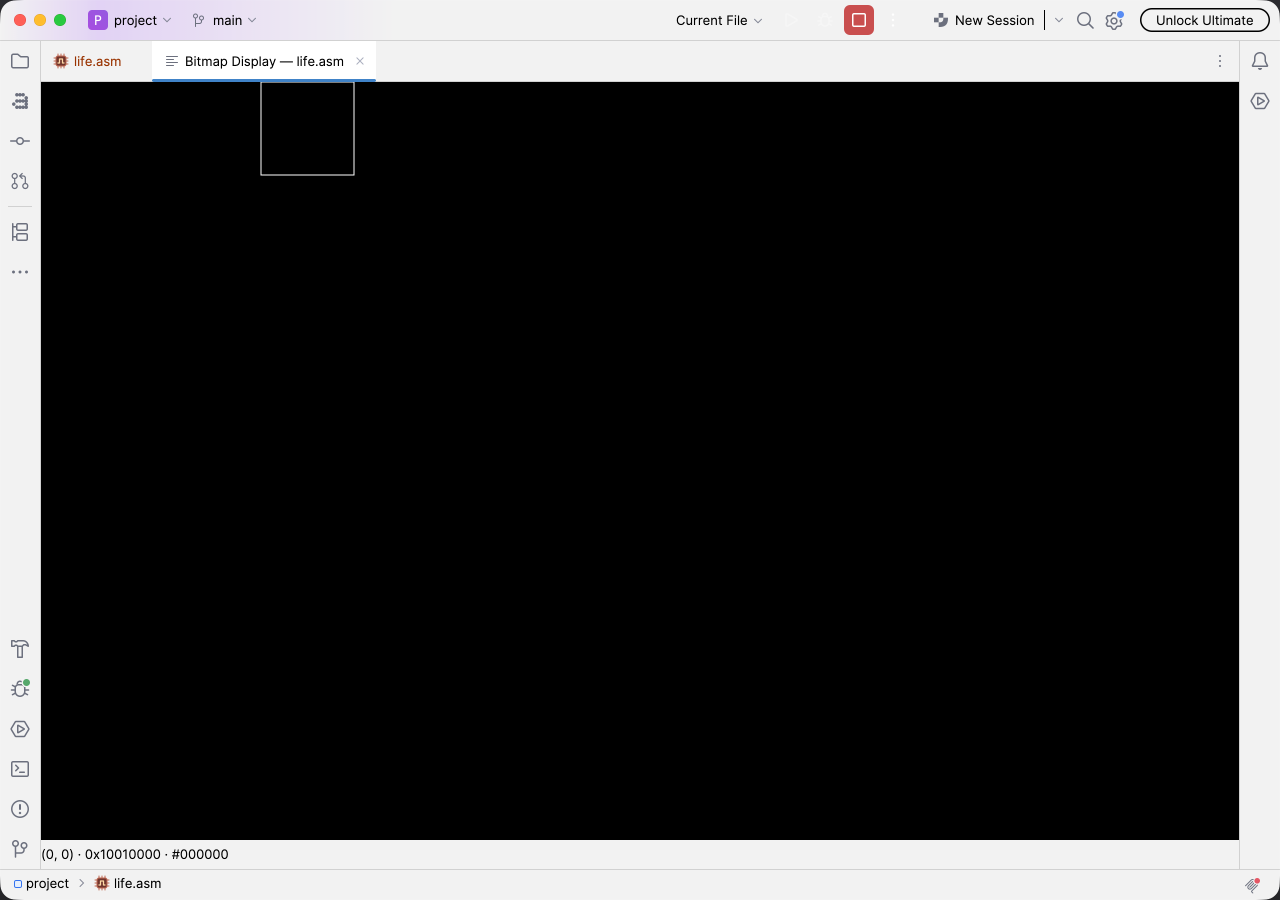 P project main Current File New Session Unlock Ultimate
life.asm Bitmap Display — life.asm
(0, 0) · 0x10010000 · #000000
project life.asm